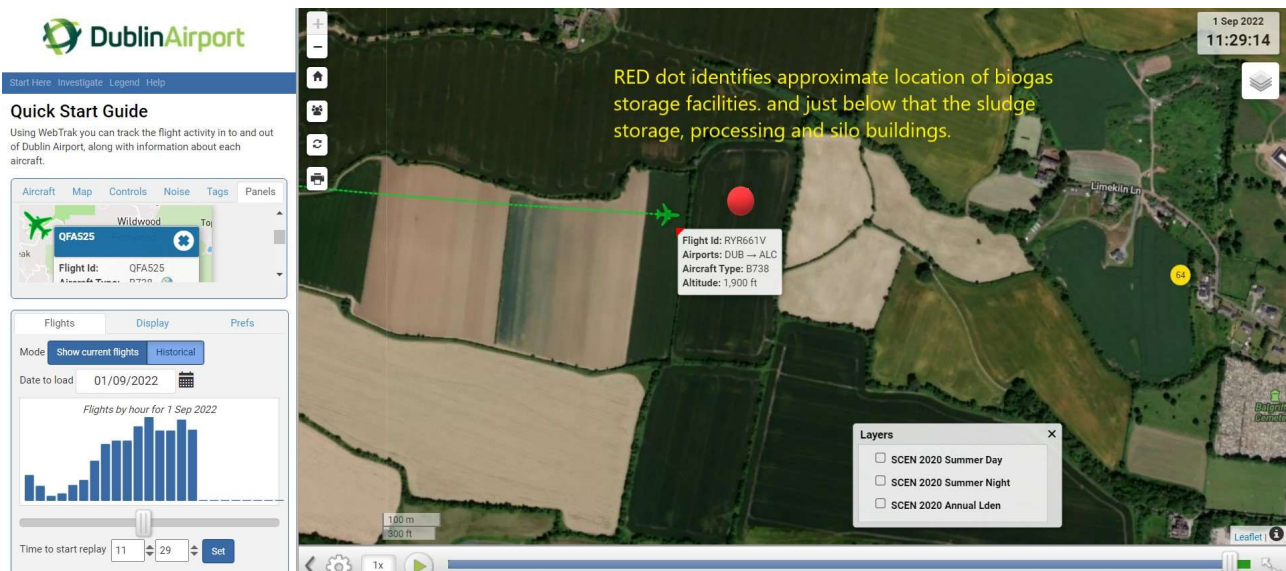 DublinAirport
Start Here Investigate Legend Help
Quick Start Guide
Using WebTrak you can track the flight activity in to and out
of Dublin Airport, along with information about each
aircraft.
Aircraft Map Controls Noise Tags Panels
Wildwood
QFA525
Flight Id: QFA525
Flights Display Prefs
Mode Show current flights Historical
Date to load 01/09/2022
Flights by hour for 1 Sep 2022
Time to start replay 11 29 Set
1 Sep 2022
11:29:14
RED dot identifies approximate location of biogas
storage facilities. and just below that the sludge
storage, processing and silo buildings.
Limekiln Ln
Flight Id: RYR661V
Airports: DUB → ALC
Aircraft Type: B738
Altitude: 1,900 ft
64
Layers
SCEN 2020 Summer Day
SCEN 2020 Summer Night
SCEN 2020 Annual Lden
100 m
300 ft
Leaflet |
1x